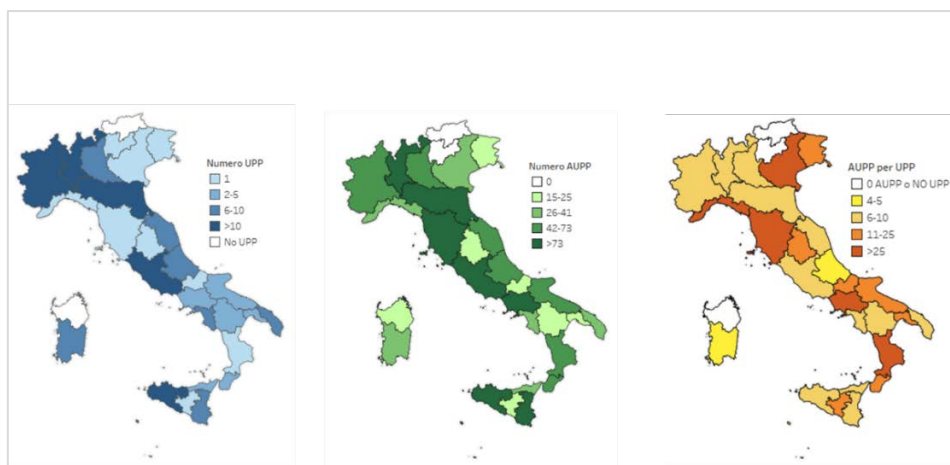 Numero UPP
1
2-5
6-10
>10
No UPP
Numero AUPP
0
15-25
26-41
42-73
>73
AUPP per UPP
0 AUPP o NO UPP
4-5
6-10
11-25
>25